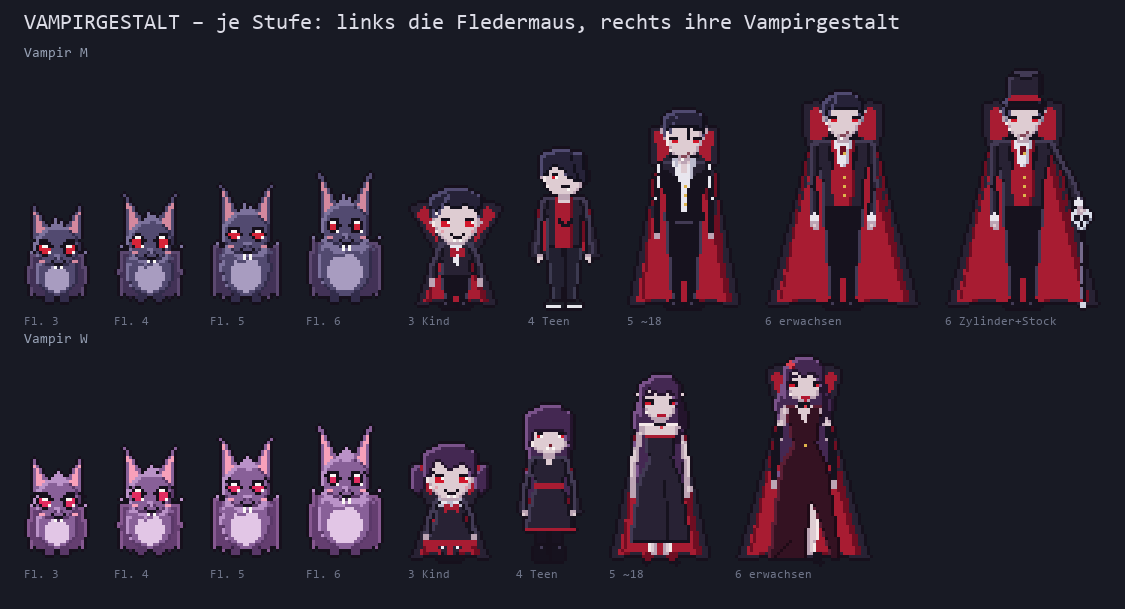 VAMPIRGESTALT – je Stufe: links die Fledermaus, rechts ihre Vampirgestalt
Vampir M
Fl. 3 Fl. 4 Fl. 5 Fl. 6 3 Kind 4 Teen 5 ~18 6 erwachsen 6 Zylinder+Stock
Vampir W
Fl. 3 Fl. 4 Fl. 5 Fl. 6 3 Kind 4 Teen 5 ~18 6 erwachsen